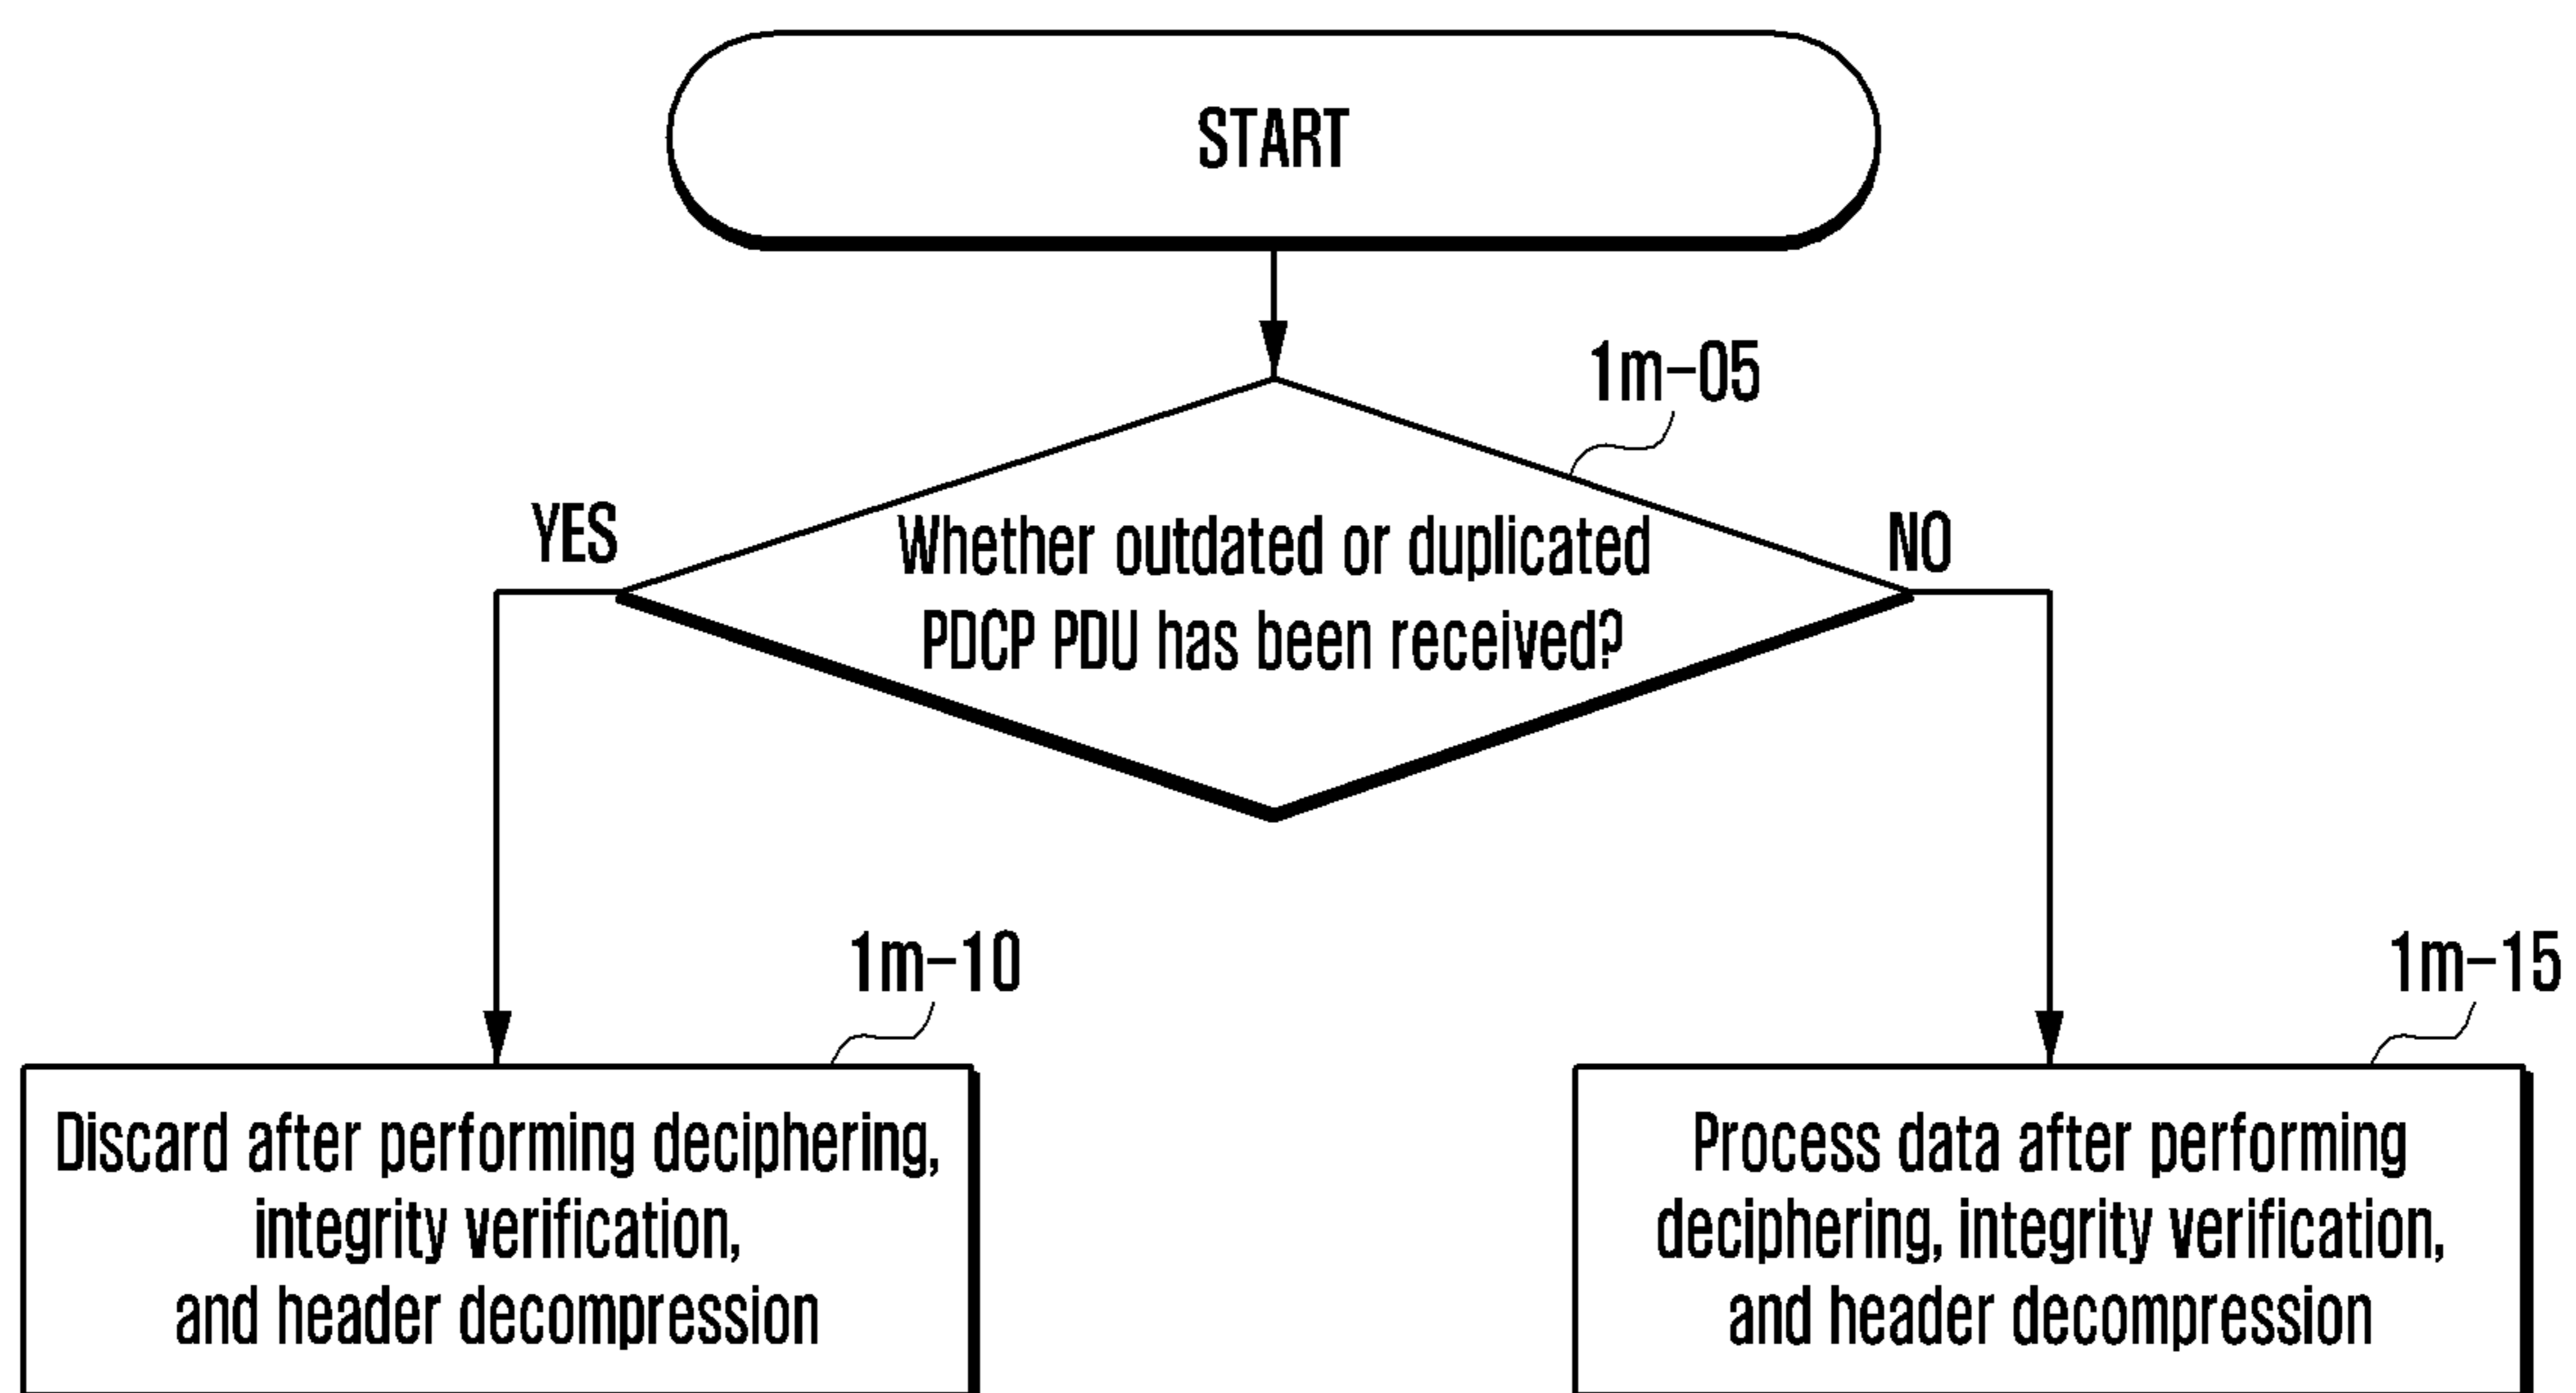 START
1m-05
YES
NO
Whether outdated or duplicated
PDCP PDU has been received?
1m-10
1m-15
Discard after performing deciphering,
integrity verification,
and header decompression
Process data after performing
deciphering, integrity verification,
and header decompression